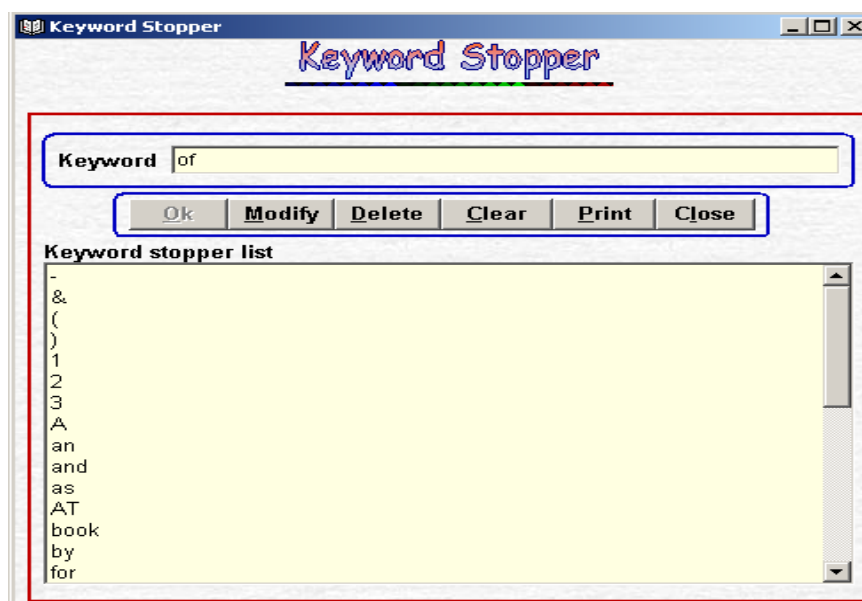 Keyword Stopper
Keyword Stopper
Keyword of
Ok Modify Delete Clear Print Close
Keyword stopper list
-
&
(
)
1
2
3
A
an
and
as
AT
book
by
for